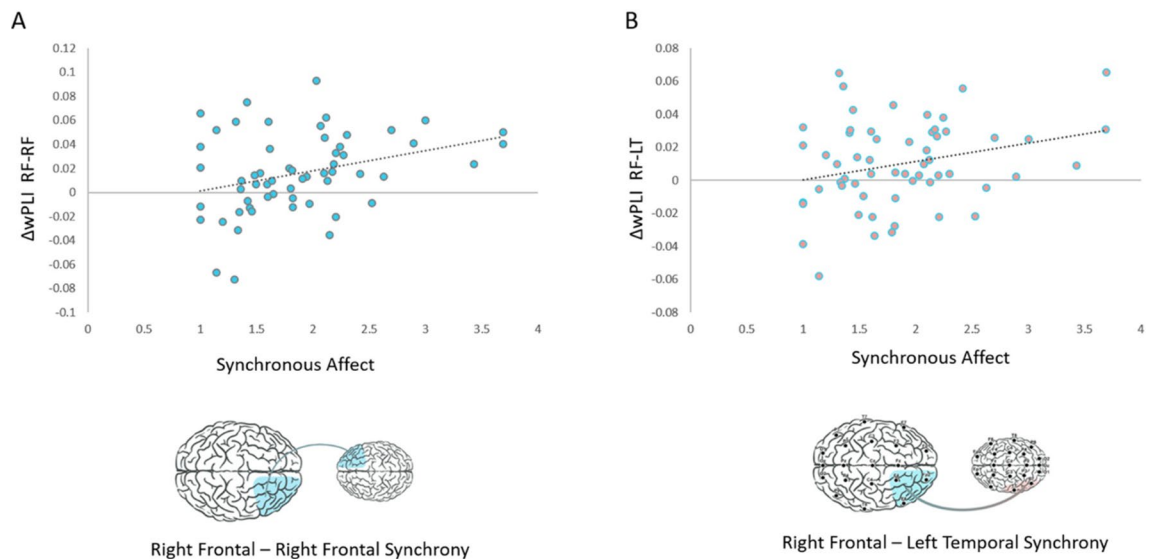 A
0.12
0.1
0.08
0.06
0.04
0.02
0
-0.02
-0.04
-0.06
-0.08
-0.1
ΔwPLI RF-RF
0 0.5 1 1.5 2 2.5 3 3.5 4
Synchronous Affect
Right Frontal – Right Frontal Synchrony
B
0.08
0.06
0.04
0.02
0
-0.02
-0.04
-0.06
-0.08
ΔwPLI RF-LT
0 0.5 1 1.5 2 2.5 3 3.5 4
Synchronous Affect
Right Frontal – Left Temporal Synchrony